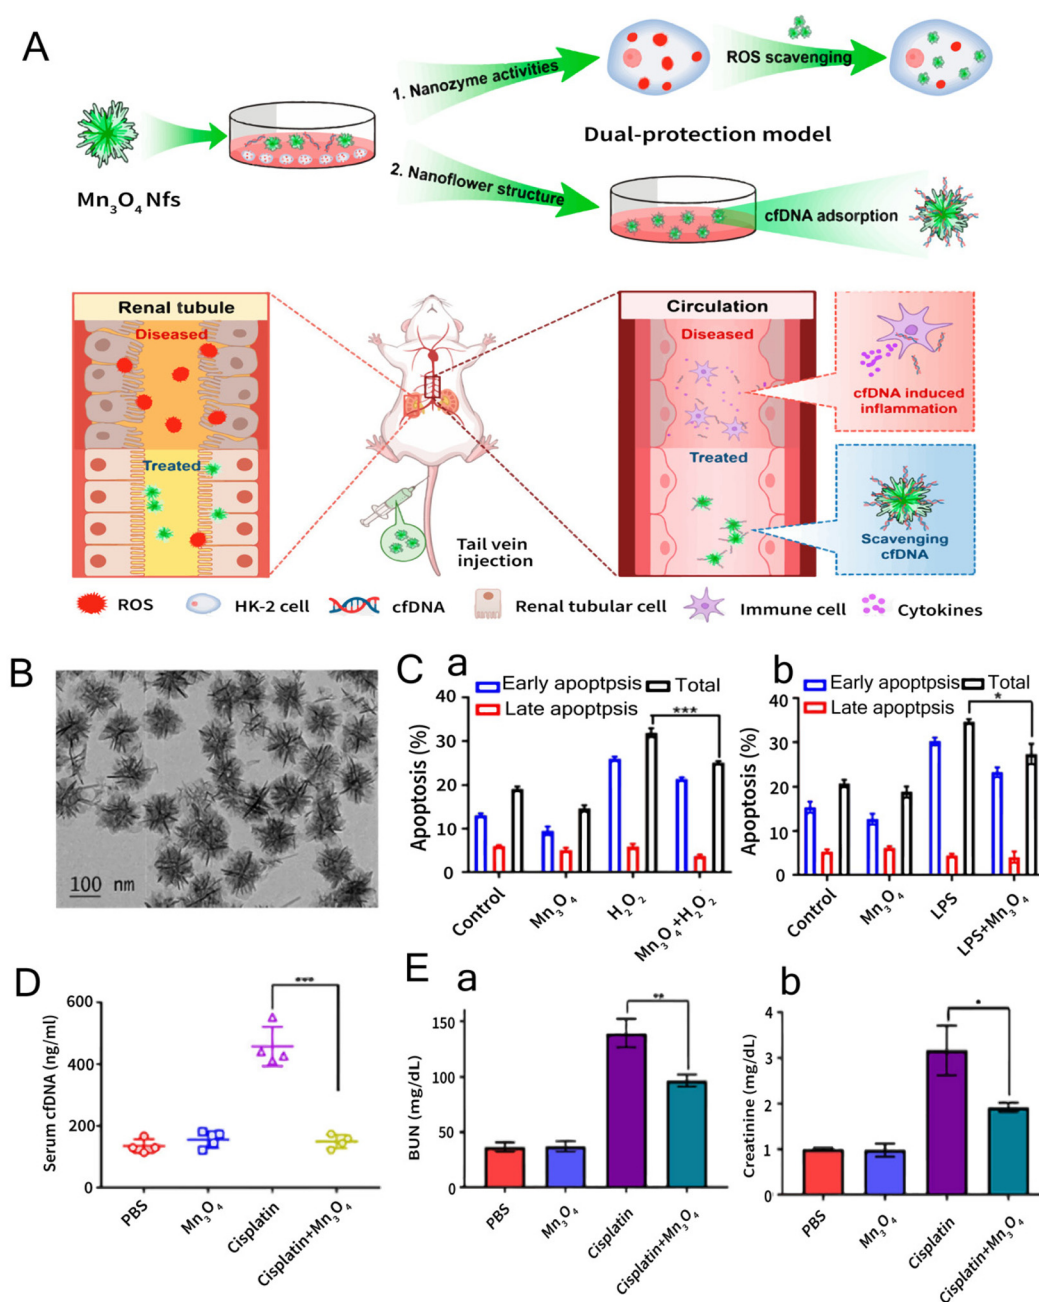 A
Mn₃O₄ Nfs
1. Nanozyme activities
ROS scavenging
Dual-protection model
2. Nanoflower structure
cfDNA adsorption
Renal tubule
Diseased
Treated
Tail vein
injection
Circulation
Diseased
Treated
cfDNA induced
inflammation
Scavenging
cfDNA
ROS
HK-2 cell
cfDNA
Renal tubular cell
Immune cell
Cytokines
B
100 nm
C
a
Early apoptpsis
Total
Late apoptpsis
***
Apoptosis (%)
40
30
20
10
0
Control
Mn₃O₄
H₂O₂
Mn₃O₄+H₂O₂
b
Early apoptpsis
Total
Late apoptpsis
*
Apoptosis (%)
40
30
20
10
0
Control
Mn₃O₄
LPS
LPS+Mn₃O₄
D
***
Serum cfDNA (ng/ml)
600
400
200
0
PBS
Mn₃O₄
Cisplatin
Cisplatin+Mn₃O₄
E
a
**
BUN (mg/dL)
150
100
50
0
PBS
Mn₃O₄
Cisplatin
Cisplatin+Mn₃O₄
b
*
Creatinine (mg/dL)
4
3
2
1
0
PBS
Mn₃O₄
Cisplatin
Cisplatin+Mn₃O₄